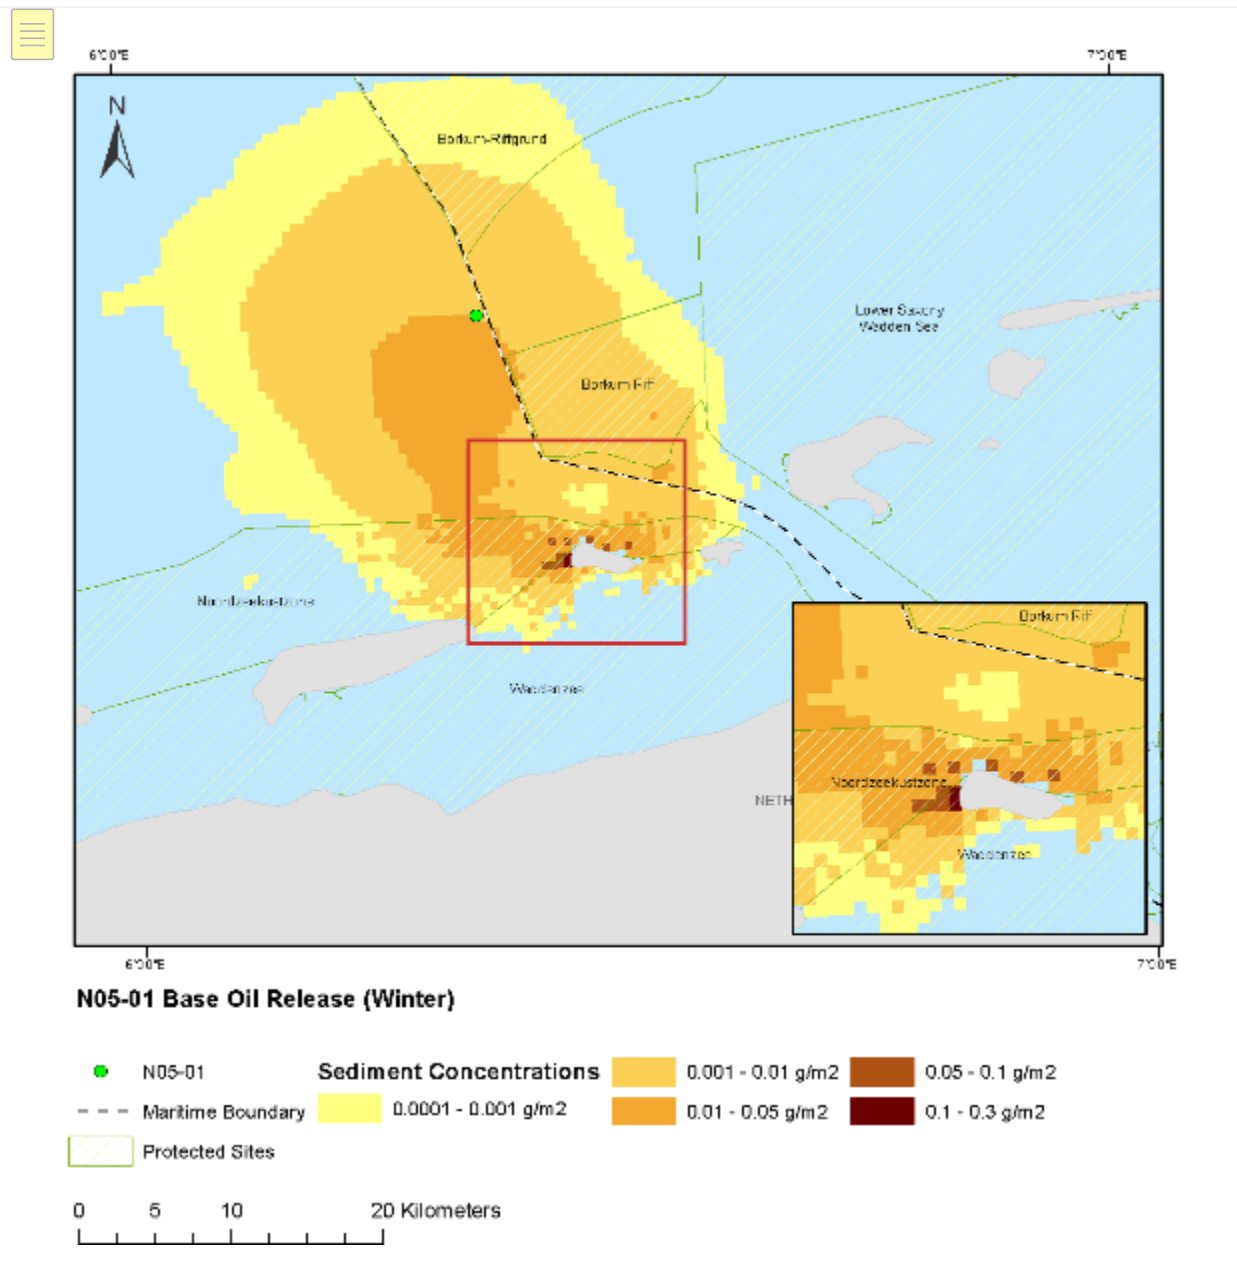 6°0'0"E
7°0'0"E
N
Borkum-Riffgrund
Lower Saxony
Wadden Sea
Borkum Riff
Noordzeekustzone
Waddenzee
NETH
Borkum Riff
Noordzeekustzone
Waddenzee
6°0'0"E
7°0'0"E
N05-01 Base Oil Release (Winter)
N05-01
Maritime Boundary
Protected Sites
Sediment Concentrations
0.0001 - 0.001 g/m2
0.001 - 0.01 g/m2
0.01 - 0.05 g/m2
0.05 - 0.1 g/m2
0.1 - 0.3 g/m2
0 5 10 20 Kilometers